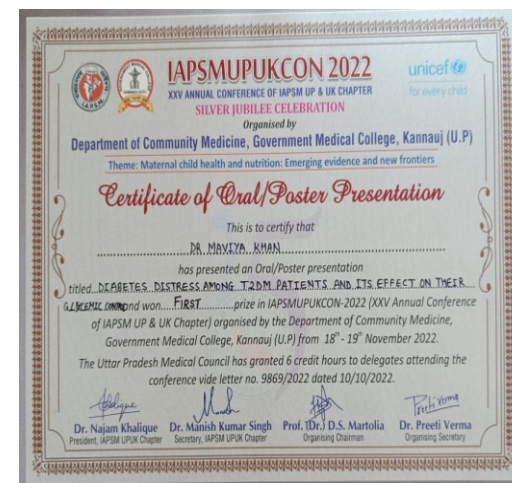 IAPSMUPUKCON 2022
XXV ANNUAL CONFERENCE OF IAPSM UP & UK CHAPTER
SILVER JUBILEE CELEBRATION
unicef
for every child
Organised by
Department of Community Medicine, Government Medical College, Kannauj (U.P)
Theme: Maternal child health and nutrition: Emerging evidence and new frontiers
Certificate of Oral/Poster Presentation
This is to certify that
DR MAVIYA KHAN
has presented an Oral/Poster presentation
titled DIABETES DISTRESS AMONG T2DM PATIENTS AND ITS EFFECT ON THEIR
GLYCEMIC CONTROL and won....FIRST......prize in IAPSMUPUKCON-2022 (XXV Annual Conference
of IAPSM UP & UK Chapter) organised by the Department of Community Medicine,
Government Medical College, Kannauj (U.P) from 18th - 19th November 2022.
The Uttar Pradesh Medical Council has granted 6 credit hours to delegates attending the
conference vide letter no. 9869/2022 dated 10/10/2022.
Preeti Verma
Dr. Najam Khalique Dr. Manish Kumar Singh Prof. (Dr.) D.S. Martolia Dr. Preeti Verma
President, IAPSM UPUK Chapter Secretary, IAPSM UPUK Chapter Organising Chairman Organising Secretary